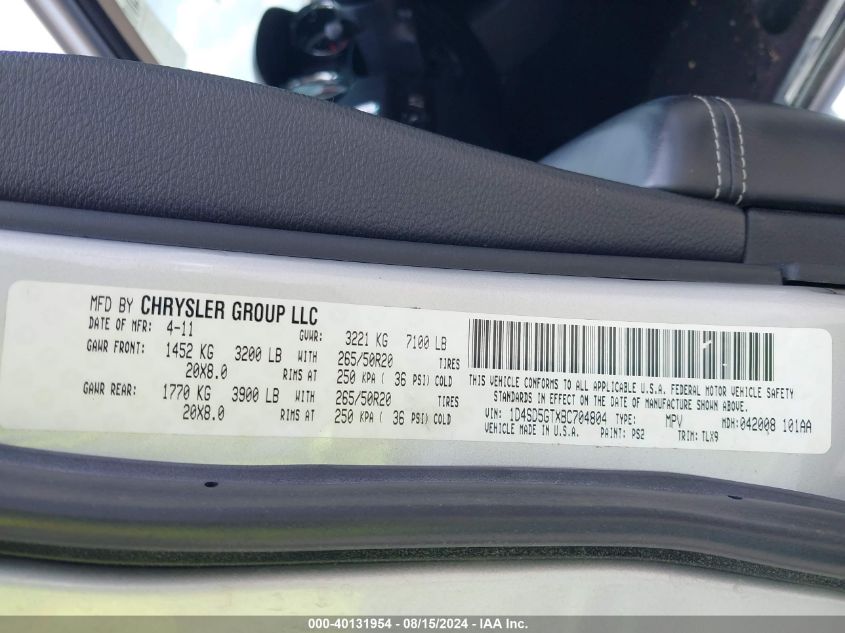 MFD BY CHRYSLER GROUP LLC
DATE OF MFR: 4-11 GVWR: 3221 KG 7100 LB
GAWR FRONT: 1452 KG 3200 LB WITH 265/50R20 TIRES
20X8.0 RIMS AT 250 KPA ( 36 PSI) COLD
GAWR REAR: 1770 KG 3900 LB WITH 265/50R20 TIRES
20X8.0 RIMS AT 250 KPA ( 36 PSI) COLD
THIS VEHICLE CONFORMS TO ALL APPLICABLE U.S.A. FEDERAL MOTOR VEHICLE SAFETY
STANDARDS IN EFFECT ON THE DATE OF MANUFACTURE SHOWN ABOVE.
VIN: 1D4SD5GTXBC704804 TYPE: MPV MDH: 042008 101AA
VEHICLE MADE IN U.S.A. PAINT: PS2 TRIM: TLX9
000-40131954 - 08/15/2024 - IAA Inc.